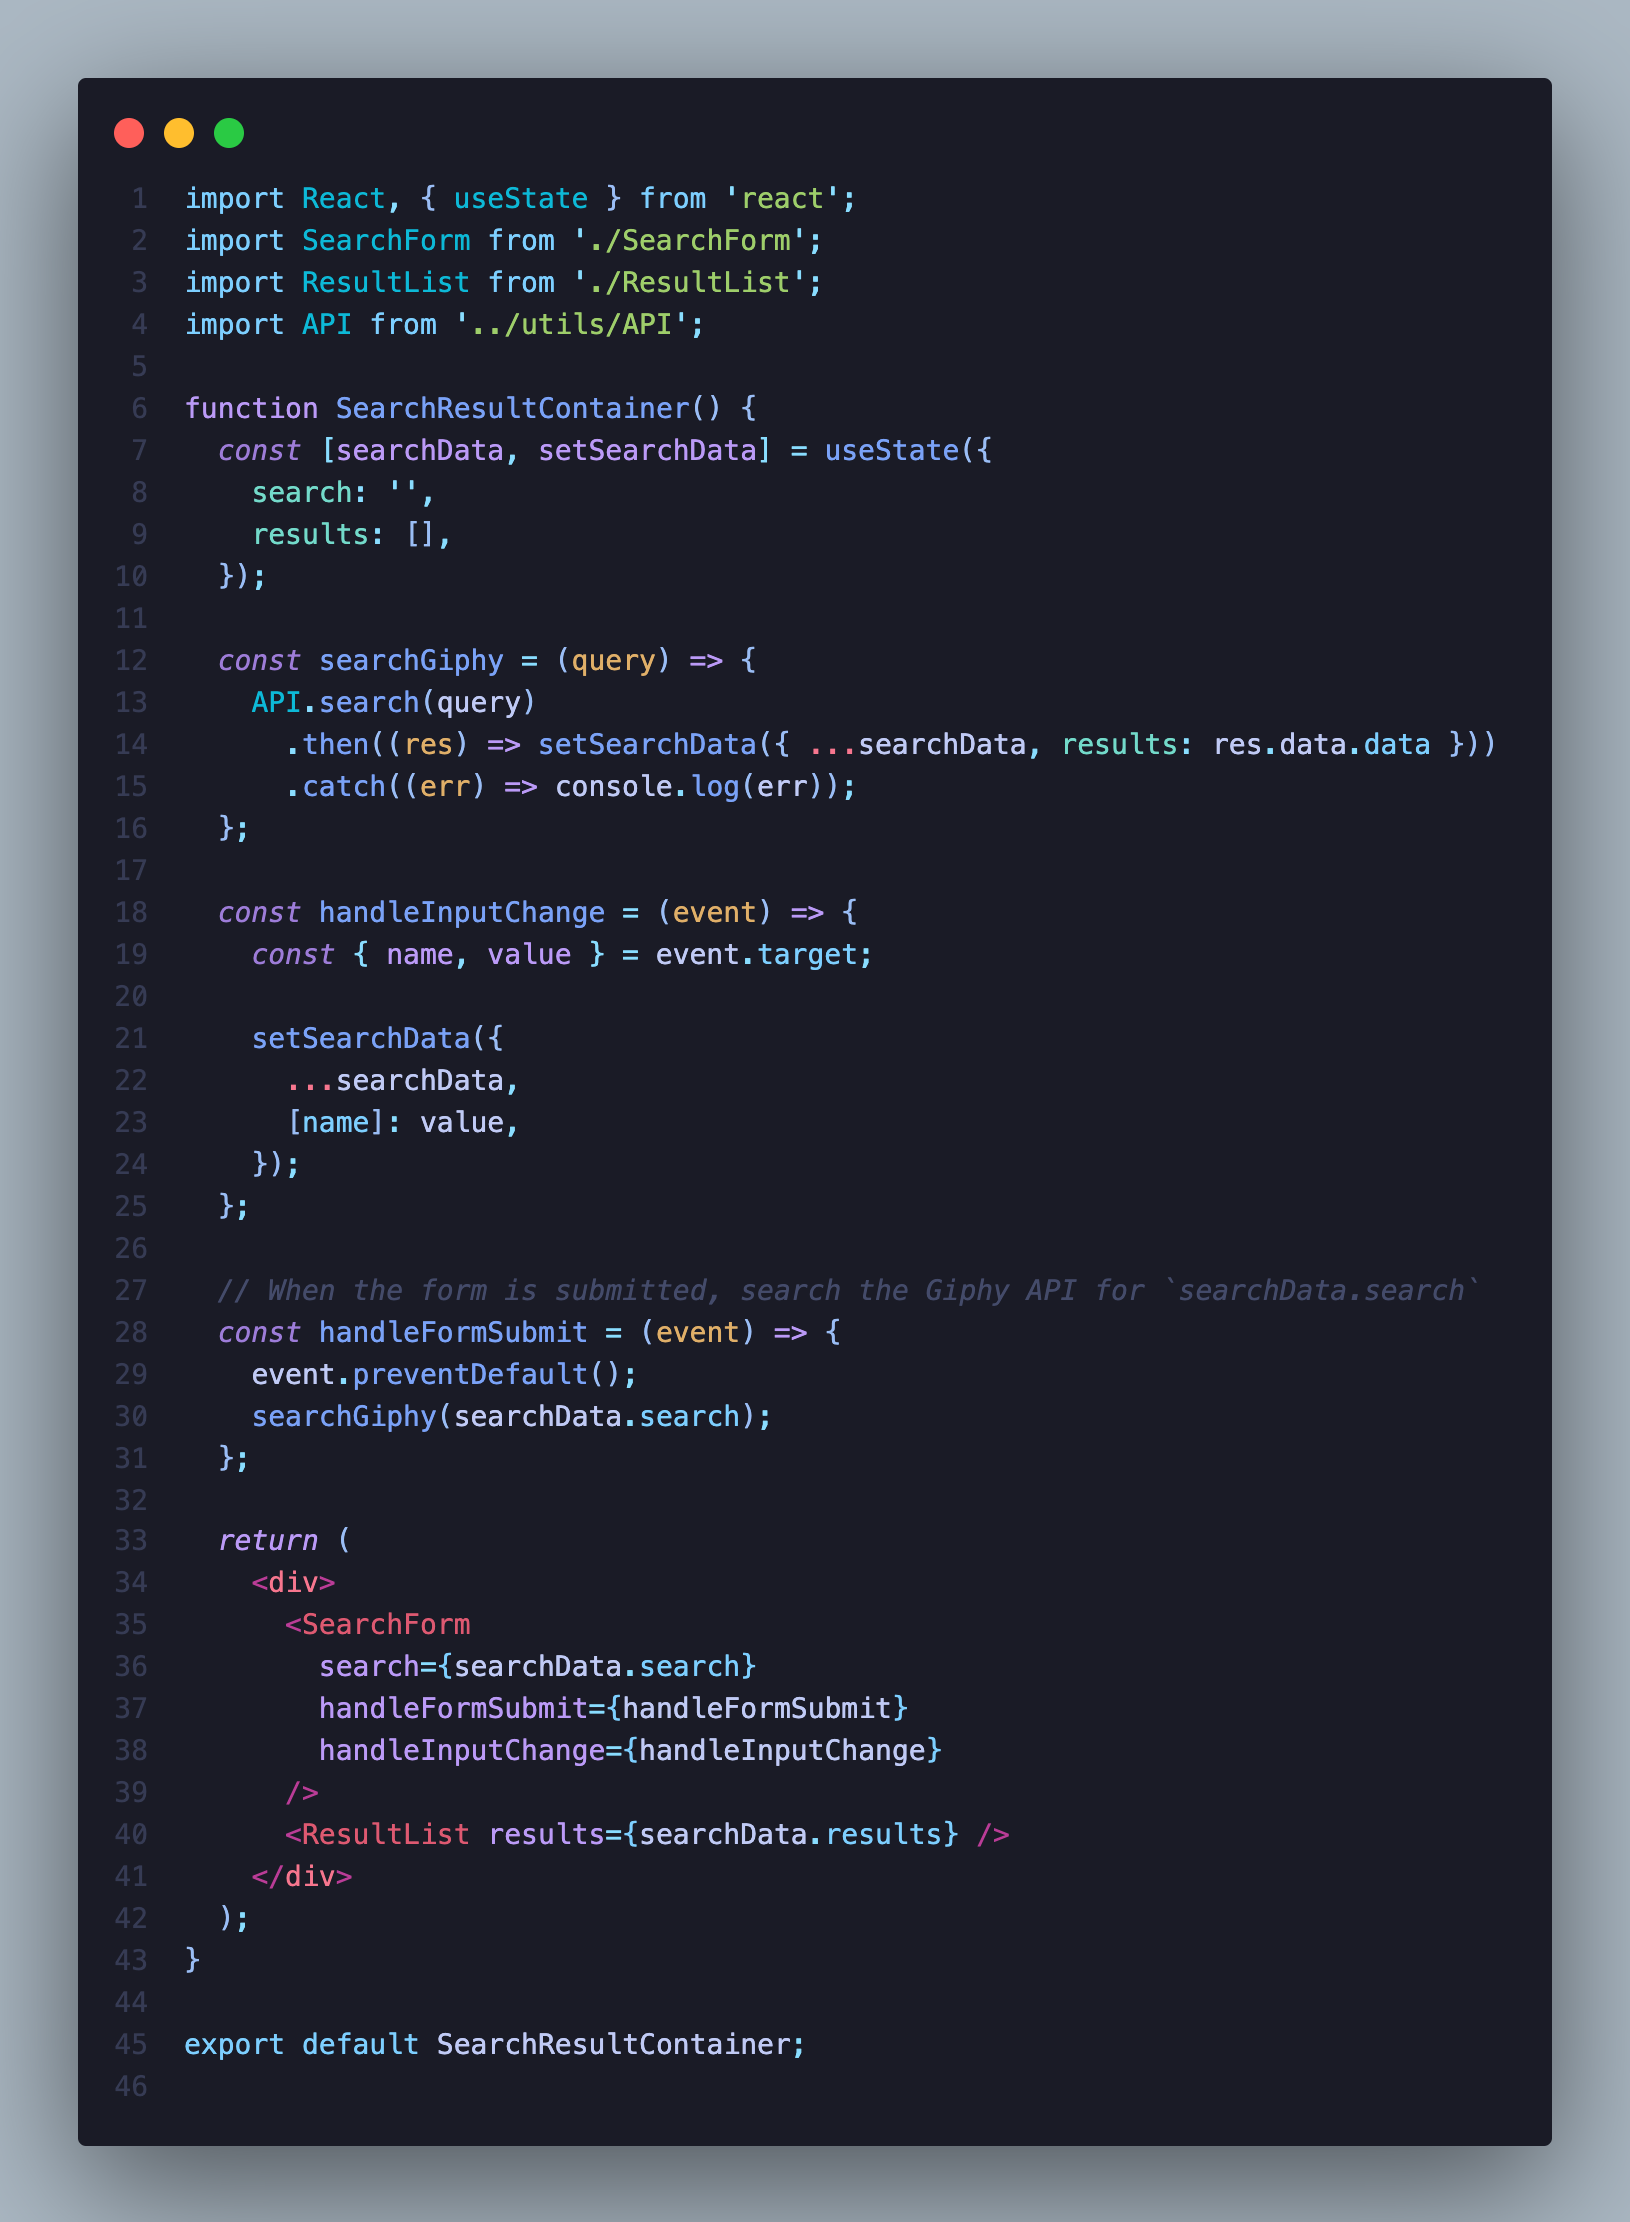 1 import React, { useState } from 'react';
2 import SearchForm from './SearchForm';
3 import ResultList from './ResultList';
4 import API from '../utils/API';
5
6 function SearchResultContainer() {
7   const [searchData, setSearchData] = useState({
8     search: '',
9     results: [],
10   });
11
12   const searchGiphy = (query) => {
13     API.search(query)
14       .then((res) => setSearchData({ ...searchData, results: res.data.data }))
15       .catch((err) => console.log(err));
16   };
17
18   const handleInputChange = (event) => {
19     const { name, value } = event.target;
20
21     setSearchData({
22       ...searchData,
23       [name]: value,
24     });
25   };
26
27   // When the form is submitted, search the Giphy API for `searchData.search`
28   const handleFormSubmit = (event) => {
29     event.preventDefault();
30     searchGiphy(searchData.search);
31   };
32
33   return (
34     <div>
35       <SearchForm
36         search={searchData.search}
37         handleFormSubmit={handleFormSubmit}
38         handleInputChange={handleInputChange}
39       />
40       <ResultList results={searchData.results} />
41     </div>
42   );
43 }
44
45 export default SearchResultContainer;
46